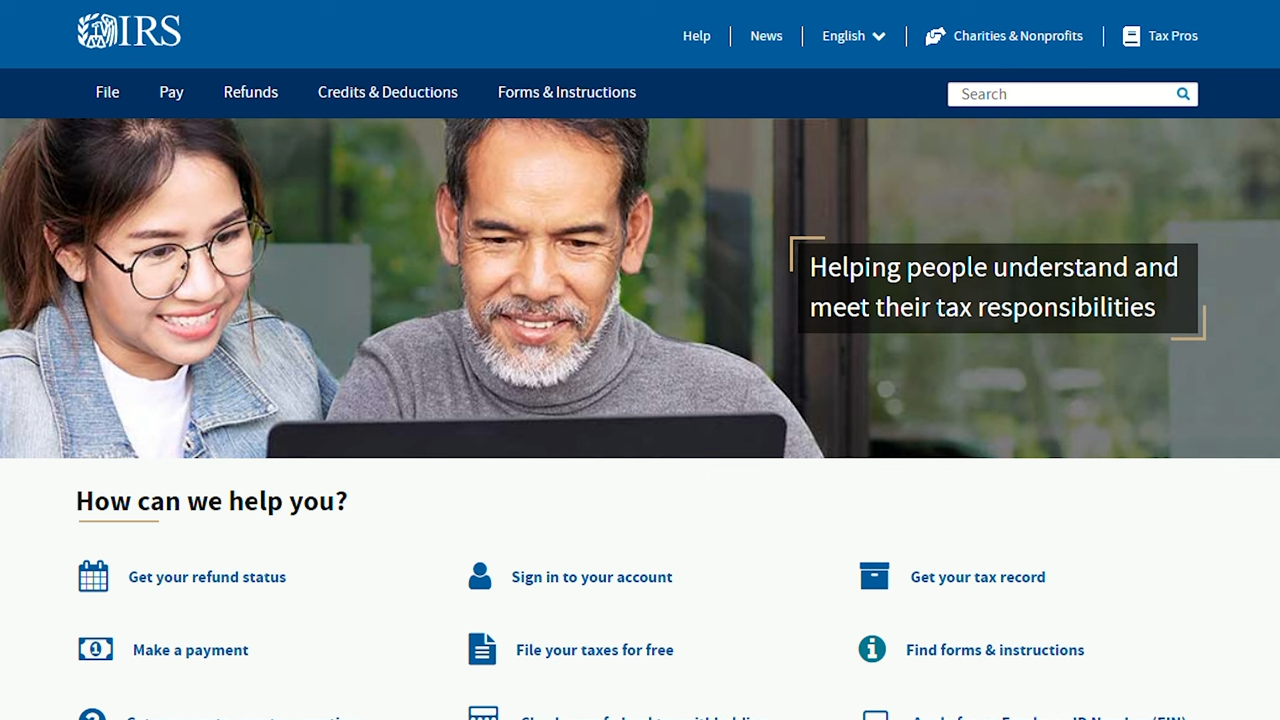 IRS
Help
News
English
Charities & Nonprofits
Tax Pros
File
Pay
Refunds
Credits & Deductions
Forms & Instructions
Search
Helping people understand and
meet their tax responsibilities
How can we help you?
Get your refund status
Sign in to your account
Get your tax record
Make a payment
File your taxes for free
Find forms & instructions